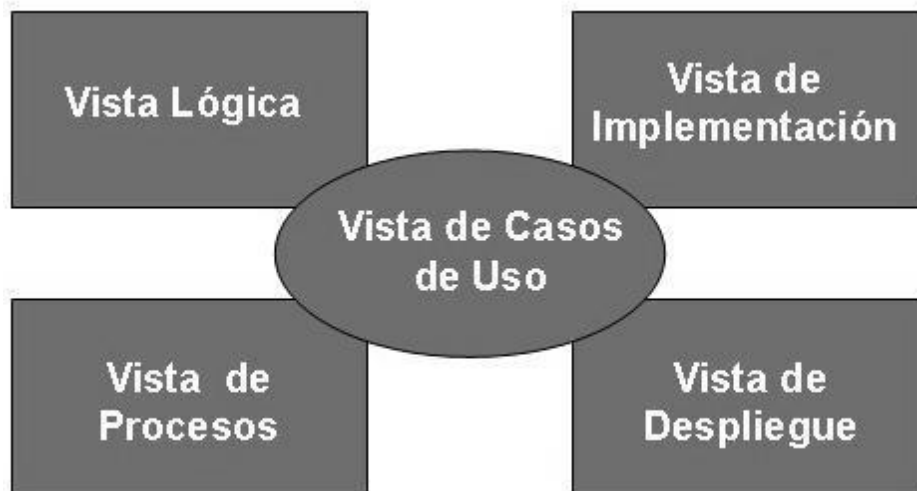 Vista Lógica
Vista de
Implementación
Vista de Casos
de Uso
Vista de
Procesos
Vista de
Despliegue